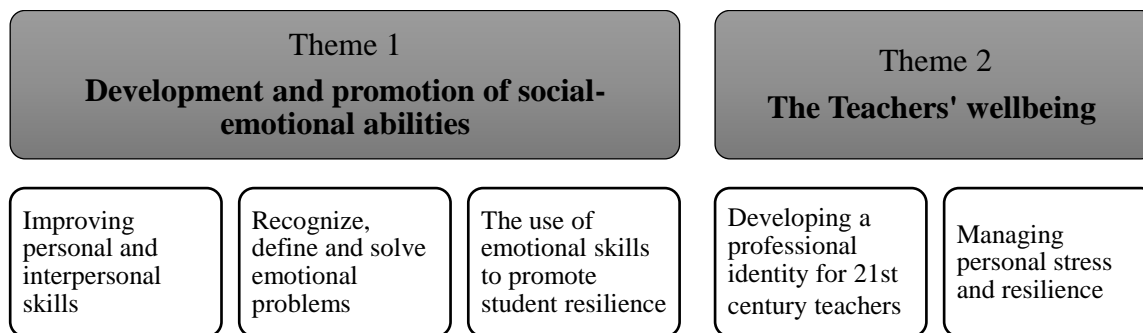 Theme 1
Development and promotion of social-
emotional abilities
Theme 2
The Teachers' wellbeing
Improving
personal and
interpersonal
skills
Recognize,
define and solve
emotional
problems
The use of
emotional skills
to promote
student resilience
Developing a
professional
identity for 21st
century teachers
Managing
personal stress
and resilience